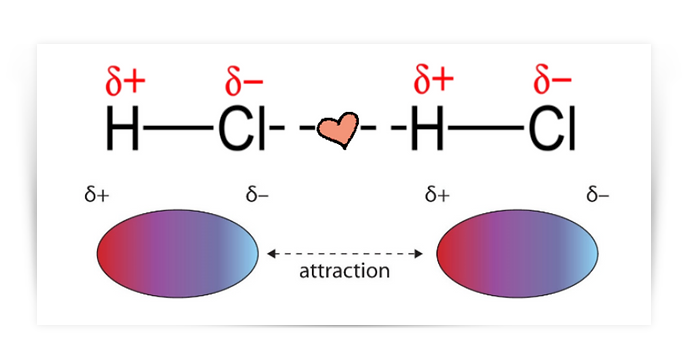 δ+ δ− δ+ δ−
H—Cl- - - -H—Cl
δ+ δ− δ+ δ−
attraction